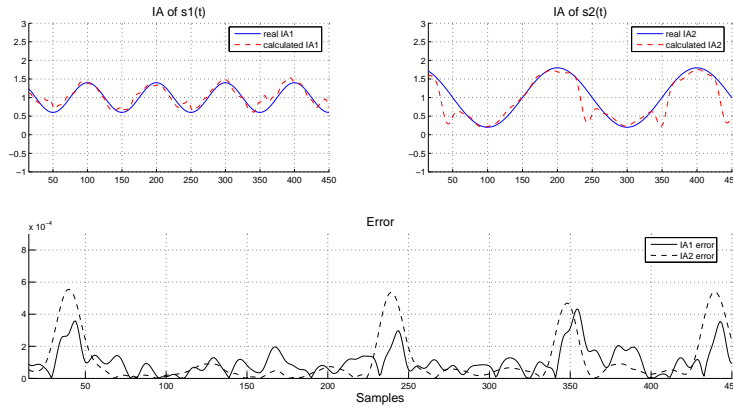 IA of s1(t)
3
2.5
2
1.5
1
0.5
0
−0.5
−1
50 100 150 200 250 300 350 400 450
real IA1
calculated IA1
IA of s2(t)
3
2.5
2
1.5
1
0.5
0
−0.5
−1
50 100 150 200 250 300 350 400 450
real IA2
calculated IA2
Error
x 10⁻⁴
8
6
4
2
0
50 100 150 200 250 300 350 400 450
IA1 error
IA2 error
Samples